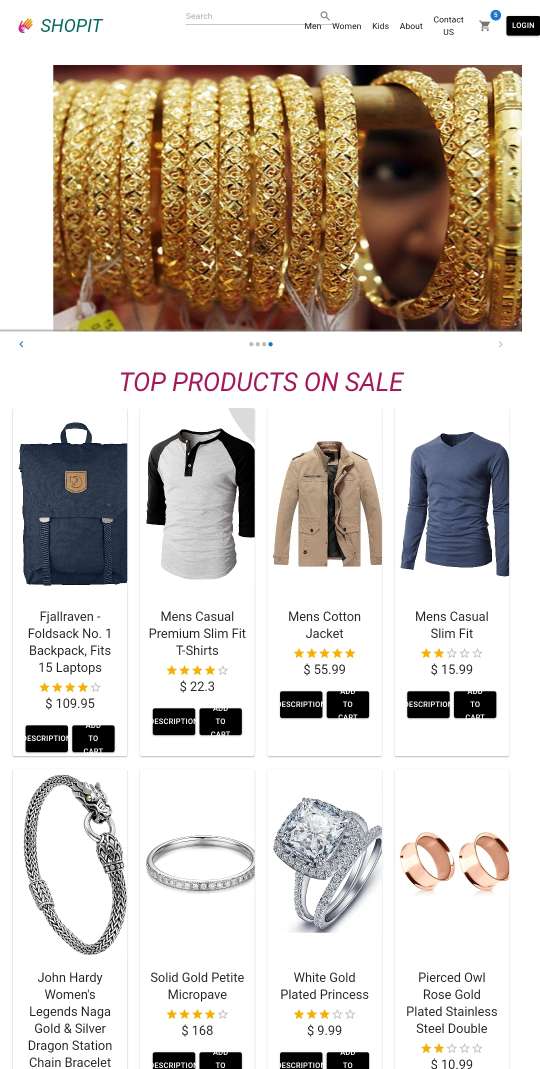 SHOPIT
Search
Men
Women
Kids
About
Contact
US
5
LOGIN
TOP PRODUCTS ON SALE
Fjallraven -
Foldsack No. 1
Backpack, Fits
15 Laptops
$ 109.95
DESCRIPTION
ADD
TO
CART
Mens Casual
Premium Slim Fit
T-Shirts
$ 22.3
DESCRIPTION
ADD
TO
CART
Mens Cotton
Jacket
$ 55.99
DESCRIPTION
ADD
TO
CART
Mens Casual
Slim Fit
$ 15.99
DESCRIPTION
ADD
TO
CART
John Hardy
Women's
Legends Naga
Gold & Silver
Dragon Station
Chain Bracelet
Solid Gold Petite
Micropave
$ 168
DESCRIPTION
ADD
TO
White Gold
Plated Princess
$ 9.99
DESCRIPTION
ADD
TO
Pierced Owl
Rose Gold
Plated Stainless
Steel Double
$ 10.99